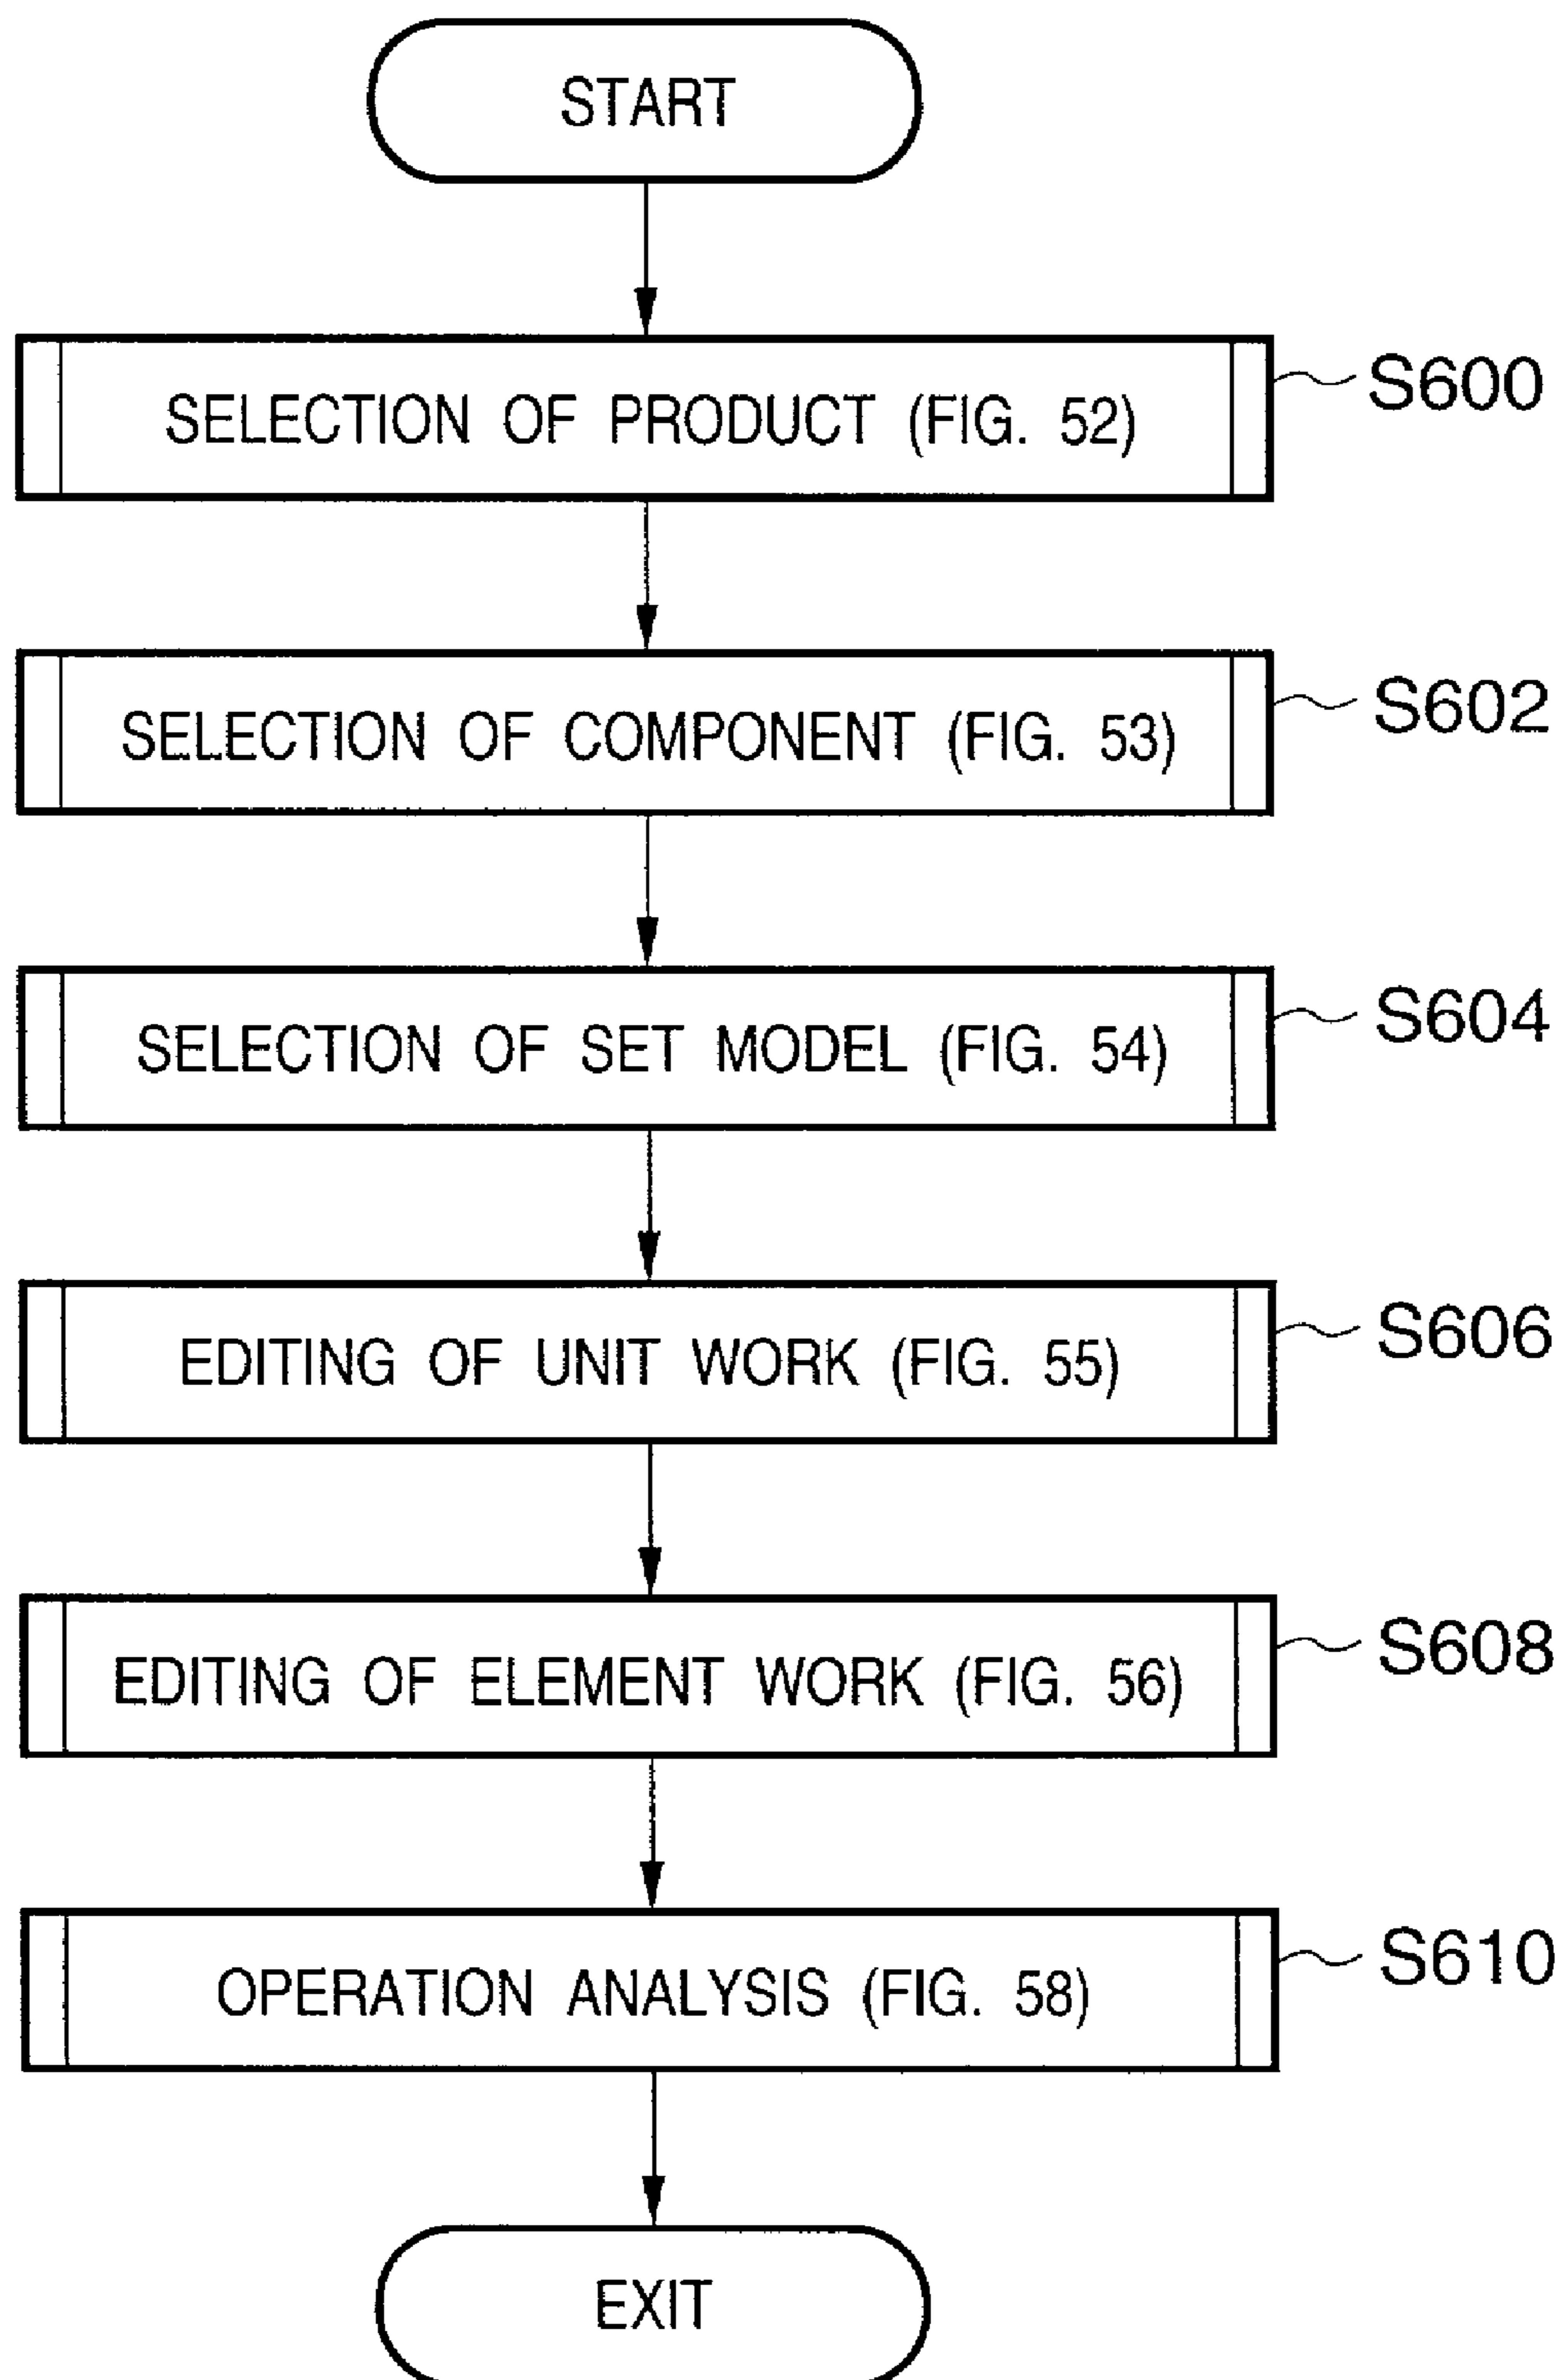 START
SELECTION OF PRODUCT (FIG. 52)
S600
SELECTION OF COMPONENT (FIG. 53)
S602
SELECTION OF SET MODEL (FIG. 54)
S604
EDITING OF UNIT WORK (FIG. 55)
S606
EDITING OF ELEMENT WORK (FIG. 56)
S608
OPERATION ANALYSIS (FIG. 58)
S610
EXIT